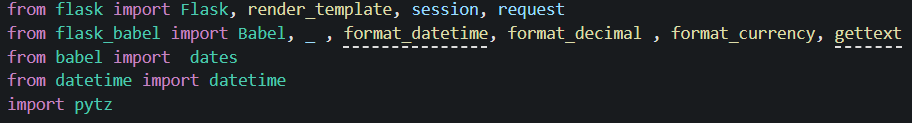 from flask import Flask, render_template, session, request
from flask_babel import Babel, _ , format_datetime, format_decimal , format_currency, gettext
from babel import  dates
from datetime import datetime
import pytz